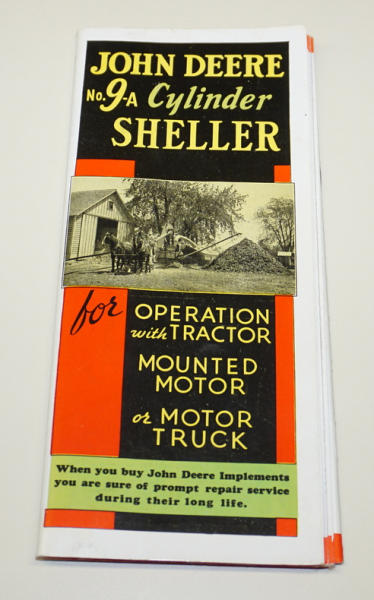 JOHN DEERE
No. 9-A Cylinder
SHELLER
for OPERATION
with TRACTOR
MOUNTED
MOTOR
or MOTOR
TRUCK
When you buy John Deere Implements
you are sure of prompt repair service
during their long life.